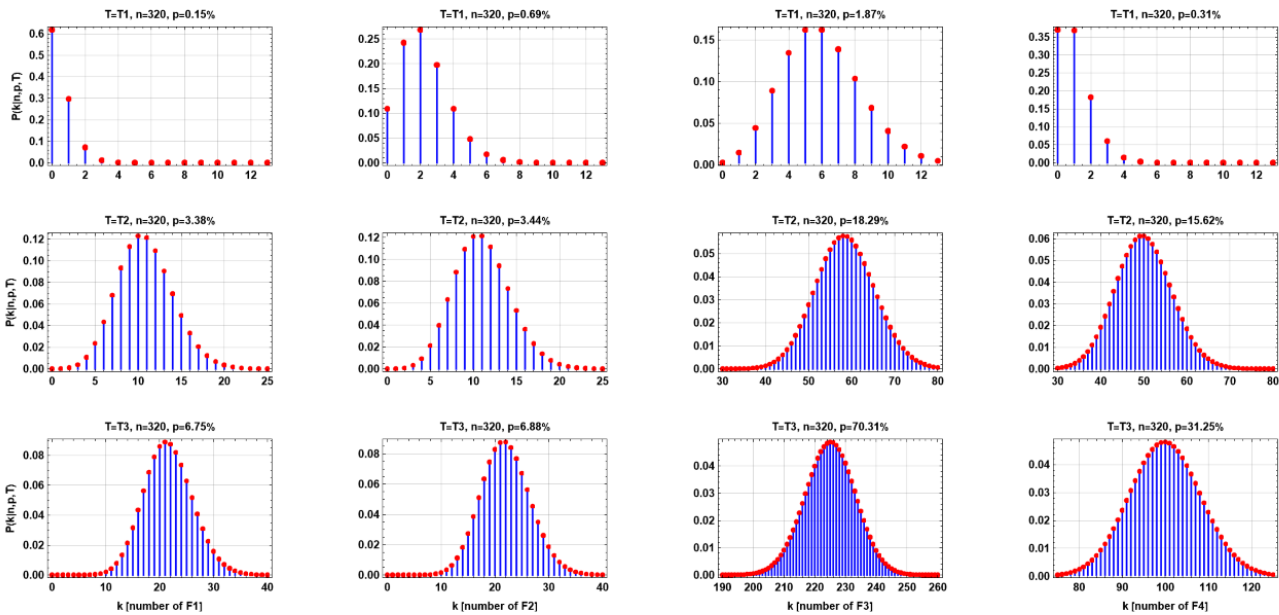 T=T1, n=320, p=0.15%
T=T1, n=320, p=0.69%
T=T1, n=320, p=1.87%
T=T1, n=320, p=0.31%
P(k|n,p,T)
0.6
0.5
0.4
0.3
0.2
0.1
0.0
0 2 4 6 8 10 12
0.25
0.20
0.15
0.10
0.05
0.00
0 2 4 6 8 10 12
0.15
0.10
0.05
0.00
0 2 4 6 8 10 12
0.35
0.30
0.25
0.20
0.15
0.10
0.05
0.00
0 2 4 6 8 10 12
T=T2, n=320, p=3.38%
T=T2, n=320, p=3.44%
T=T2, n=320, p=18.29%
T=T2, n=320, p=15.62%
P(k|n,p,T)
0.12
0.10
0.08
0.06
0.04
0.02
0.00
0 5 10 15 20 25
0.12
0.10
0.08
0.06
0.04
0.02
0.00
0 5 10 15 20 25
0.05
0.04
0.03
0.02
0.01
0.00
30 40 50 60 70 80
0.06
0.05
0.04
0.03
0.02
0.01
0.00
30 40 50 60 70 80
T=T3, n=320, p=6.75%
T=T3, n=320, p=6.88%
T=T3, n=320, p=70.31%
T=T3, n=320, p=31.25%
P(k|n,p,T)
0.08
0.06
0.04
0.02
0.00
0 10 20 30 40
k [number of F1]
0.08
0.06
0.04
0.02
0.00
0 10 20 30 40
k [number of F2]
0.04
0.03
0.02
0.01
0.00
190 200 210 220 230 240 250 260
k [number of F3]
0.04
0.03
0.02
0.01
0.00
80 90 100 110 120
k [number of F4]